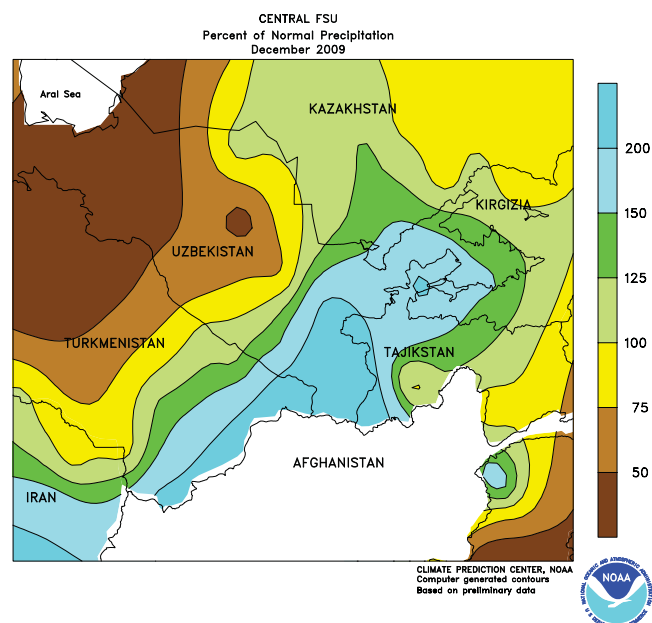 CENTRAL FSU
Percent of Normal Precipitation
December 2009
Aral Sea
KAZAKHSTAN
KIRGIZIA
UZBEKISTAN
TURKMENISTAN
TAJIKSTAN
AFGHANISTAN
IRAN
200
150
125
100
75
50
CLIMATE PREDICTION CENTER, NOAA
Computer generated contours
Based on preliminary data
NOAA